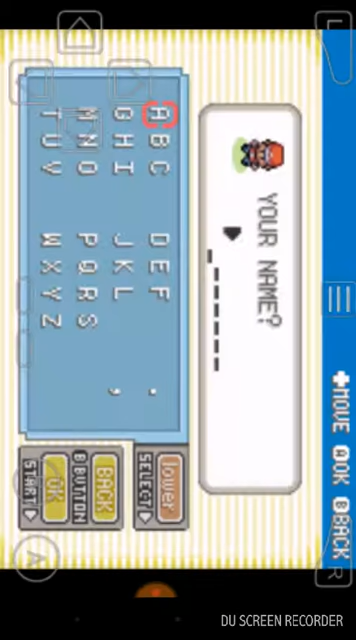 MOVE A OK B BACK
YOUR NAME?
A B C D E F .
G H I J K L ,
M N O P Q R S
T U V W X Y Z
lower
SELECT
BACK
B BUTTON
OK
START
L
R
A
DU SCREEN RECORDER